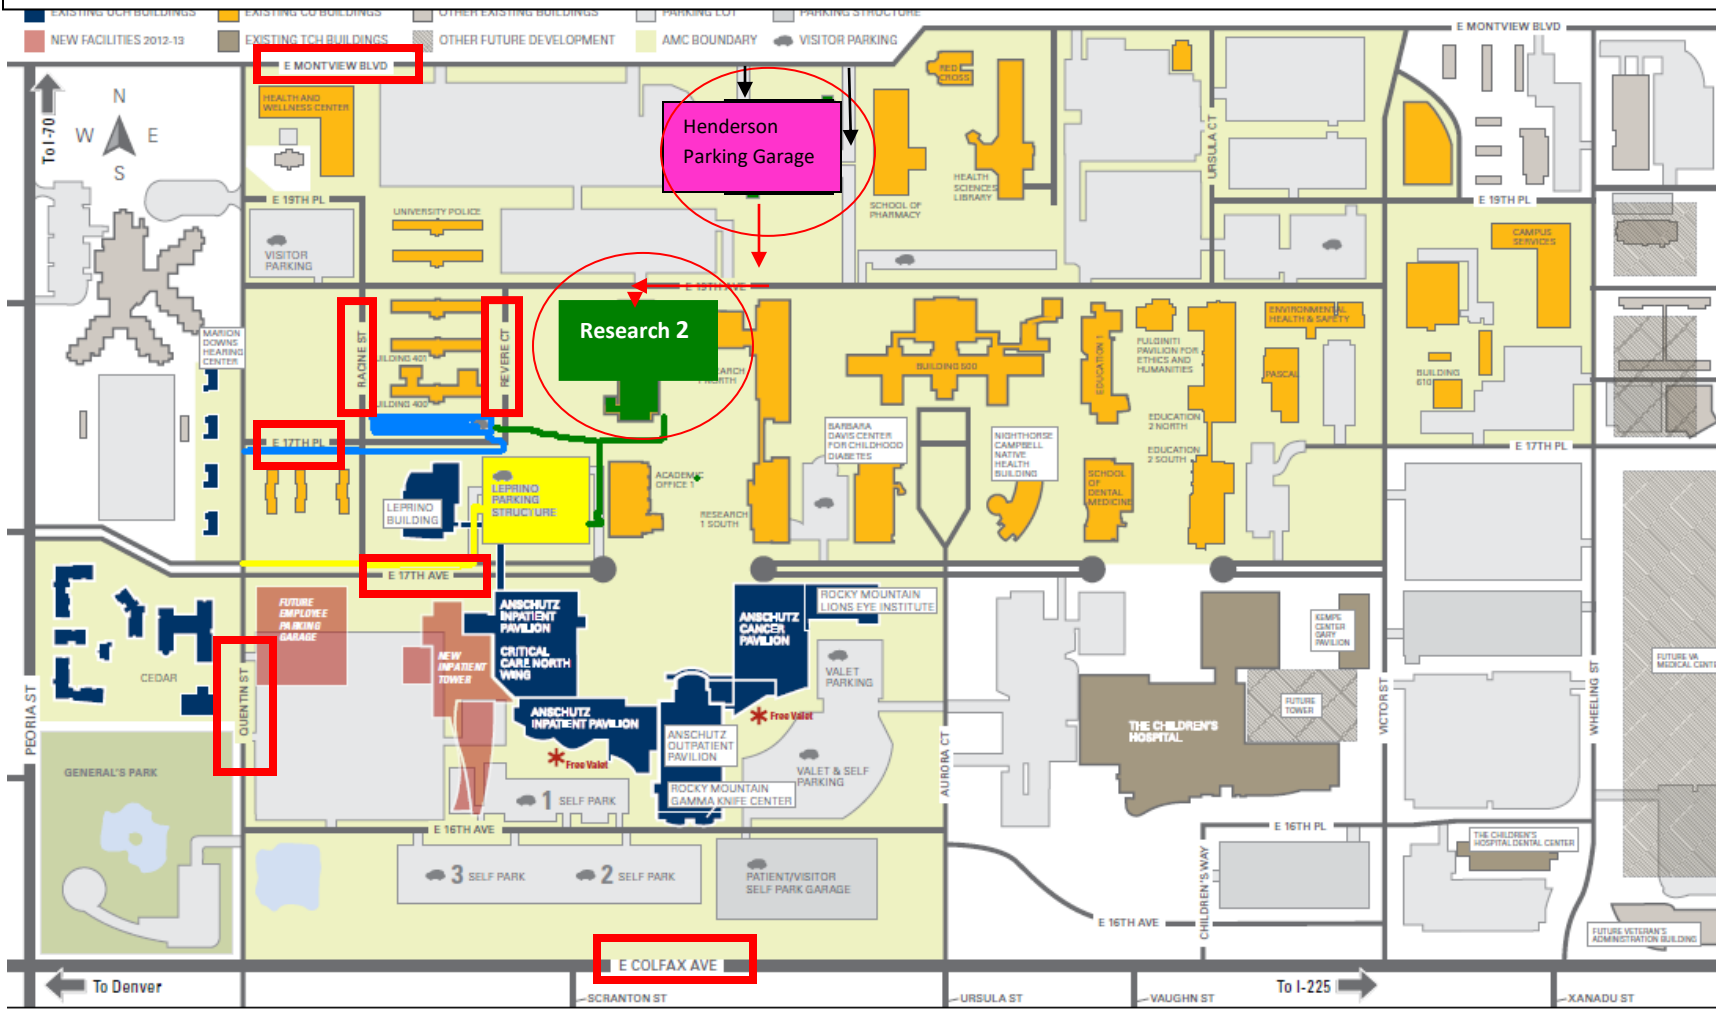 EXISTING UCH BUILDINGS
EXISTING CU BUILDINGS
OTHER EXISTING BUILDINGS
PARKING LOT
PARKING STRUCTURE
NEW FACILITIES 2012-13
EXISTING TCH BUILDINGS
OTHER FUTURE DEVELOPMENT
AMC BOUNDARY
VISITOR PARKING
E MONTVIEW BLVD
E MONTVIEW BLVD
To I-70
N
W E
S
HEALTH AND
WELLNESS CENTER
Henderson
Parking Garage
RED
CROSS
HEALTH
SCIENCES
LIBRARY
SCHOOL OF
PHARMACY
URSULA CT
E 19TH PL
E 19TH PL
UNIVERSITY POLICE
VISITOR
PARKING
CAMPUS
SERVICES
E 19TH AVE
Research 2
MARION
DOWNS
HEARING
CENTER
RACINE ST
BUILDING 401
BUILDING 400
REVERE CT
RESEARCH
1 NORTH
BUILDING 500
EDUCATION 1
FULGINITI
PAVILION FOR
ETHICS AND
HUMANITIES
ENVIRONMENTAL
HEALTH & SAFETY
PASCAL
BUILDING
610
E 17TH PL
E 17TH PL
BARBARA
DAVIS CENTER
FOR CHILDHOOD
DIABETES
NIGHTHORSE
CAMPBELL
NATIVE
HEALTH
BUILDING
EDUCATION
2 NORTH
EDUCATION
2 SOUTH
SCHOOL
OF
DENTAL
MEDICINE
LEPRINO
BUILDING
LEPRINO
PARKING
STRUCTURE
ACADEMIC
OFFICE 1
RESEARCH
1 SOUTH
E 17TH AVE
FUTURE
EMPLOYEE
PARKING
GARAGE
NEW
INPATIENT
TOWER
ANSCHUTZ
INPATIENT
PAVILION
CRITICAL
CARE NORTH
WING
ANSCHUTZ
CANCER
PAVILION
ROCKY MOUNTAIN
LIONS EYE INSTITUTE
KEMPE
CENTER
GARY
PAVILION
FUTURE VA
MEDICAL CENTE
CEDAR
QUENTIN ST
PEORIA ST
VALET
PARKING
ANSCHUTZ
INPATIENT PAVILION
Free Valet
Free Valet
ANSCHUTZ
OUTPATIENT
PAVILION
FUTURE
TOWER
THE CHILDREN'S
HOSPITAL
VICTOR ST
WHEELING ST
AURORA CT
GENERAL'S PARK
VALET & SELF
PARKING
ROCKY MOUNTAIN
GAMMA KNIFE CENTER
1 SELF PARK
E 16TH AVE
E 16TH PL
THE CHILDREN'S
HOSPITAL DENTAL CENTER
3 SELF PARK
2 SELF PARK
PATIENT/VISITOR
SELF PARK GARAGE
CHILDREN'S WAY
E 16TH AVE
FUTURE VETERAN'S
ADMINISTRATION BUILDING
E COLFAX AVE
To Denver
To I-225
SCRANTON ST
URSULA ST
VAUGHN ST
XANADU ST